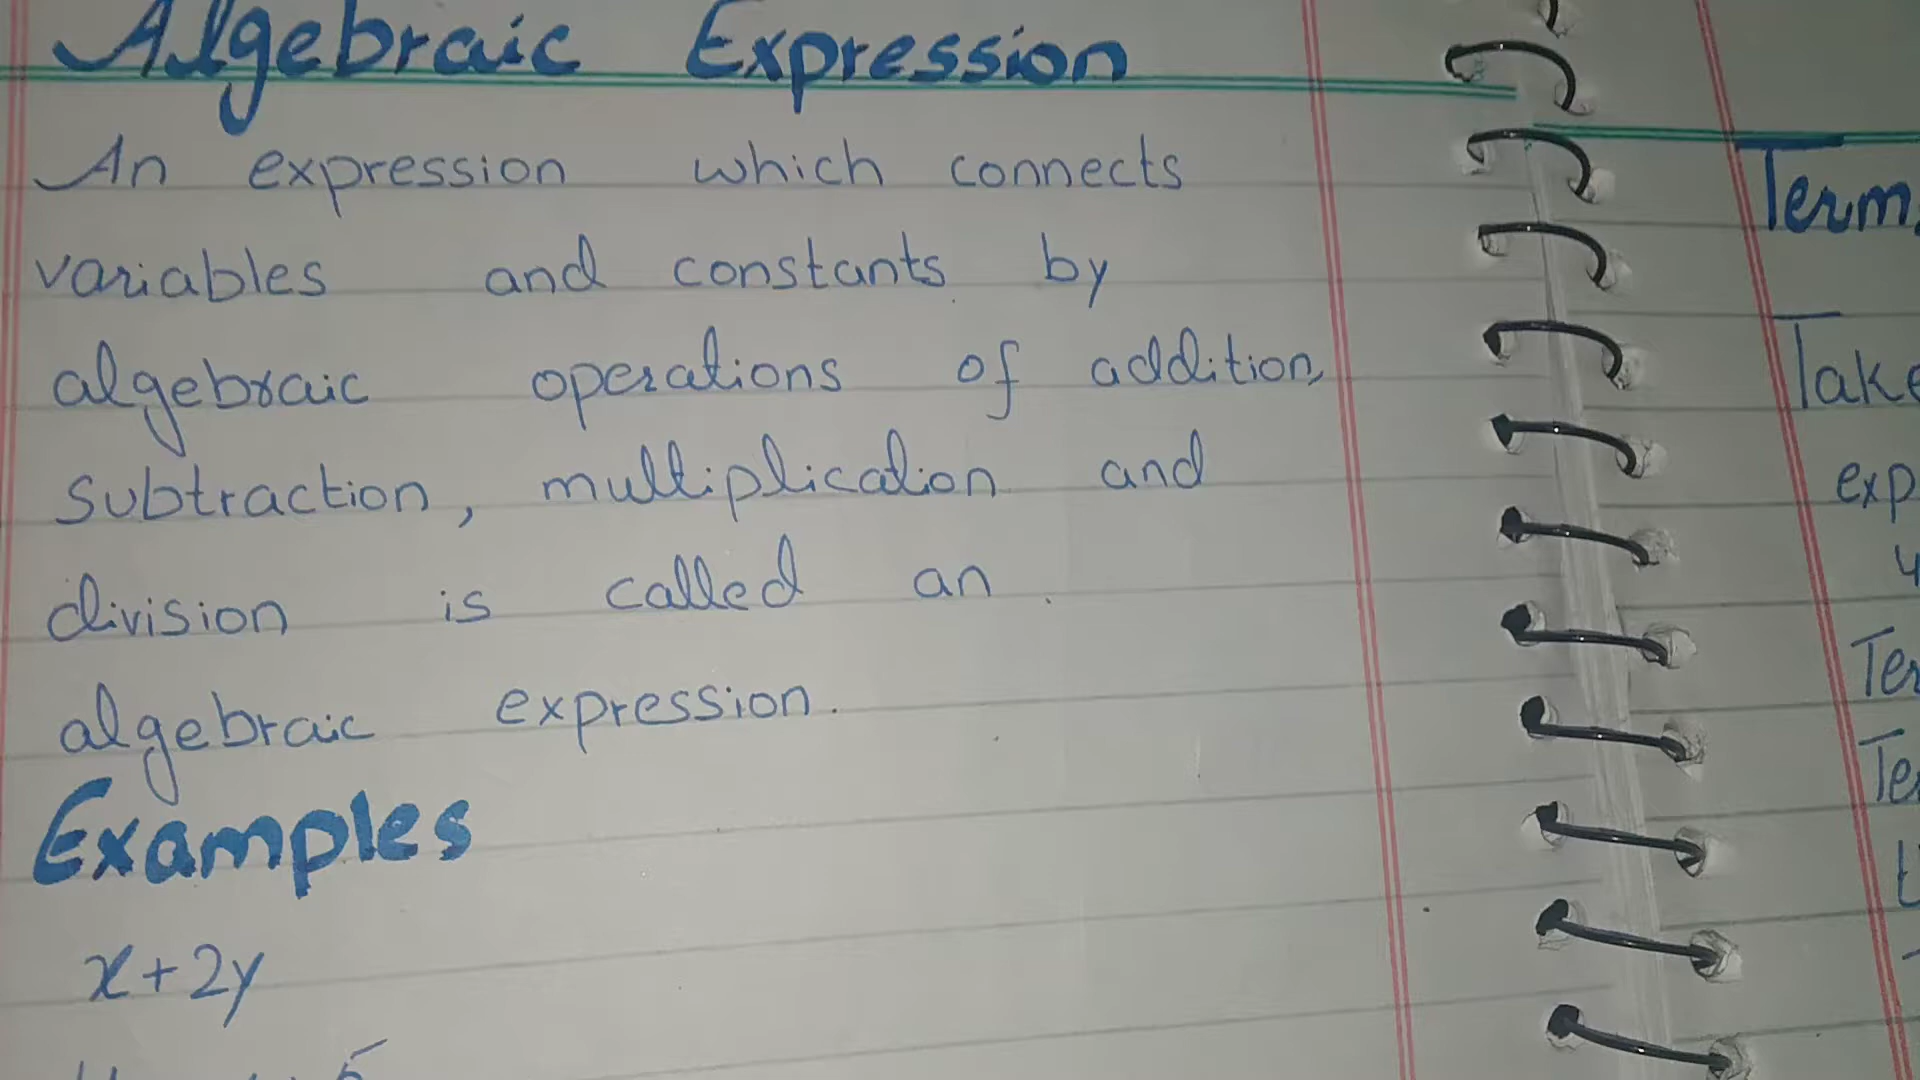 Algebraic Expression
An expression which connects
variables and constants by
algebraic operations of addition,
subtraction, multiplication and
division is called an
algebraic expression.
Examples
x+2y
Term
Take
exp
Ter
Te